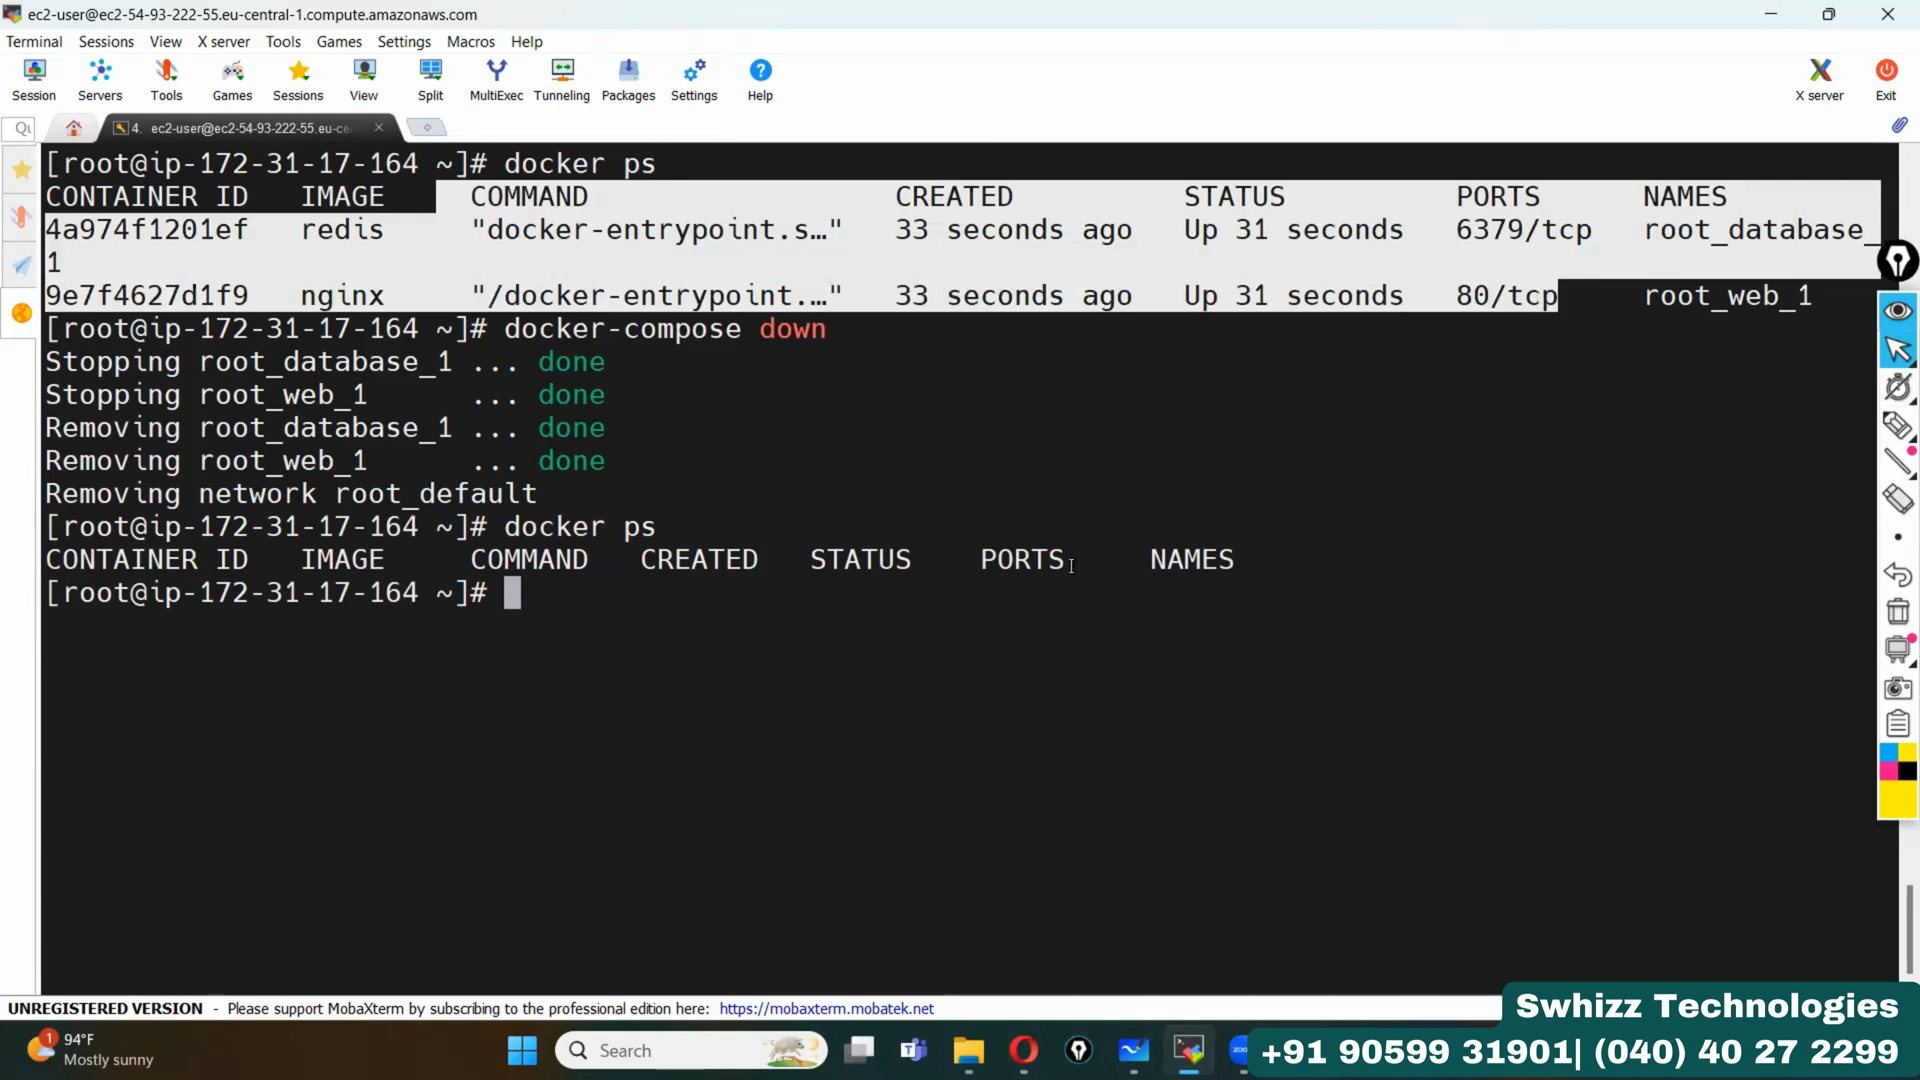 ec2-user@ec2-54-93-222-55.eu-central-1.compute.amazonaws.com
Terminal Sessions View X server Tools Games Settings Macros Help
Session Servers Tools Games Sessions View Split MultiExec Tunneling Packages Settings Help X server Exit
4. ec2-user@ec2-54-93-222-55.eu-ce
[root@ip-172-31-17-164 ~]# docker ps
CONTAINER ID IMAGE COMMAND CREATED STATUS PORTS NAMES
4a974f1201ef redis "docker-entrypoint.s…" 33 seconds ago Up 31 seconds 6379/tcp root_database_
1
9e7f4627d1f9 nginx "/docker-entrypoint.…" 33 seconds ago Up 31 seconds 80/tcp root_web_1
[root@ip-172-31-17-164 ~]# docker-compose down
Stopping root_database_1 ... done
Stopping root_web_1 ... done
Removing root_database_1 ... done
Removing root_web_1 ... done
Removing network root_default
[root@ip-172-31-17-164 ~]# docker ps
CONTAINER ID IMAGE COMMAND CREATED STATUS PORTS NAMES
[root@ip-172-31-17-164 ~]#
UNREGISTERED VERSION - Please support MobaXterm by subscribing to the professional edition here: https://mobaxterm.mobatek.net
Swhizz Technologies
+91 90599 31901| (040) 40 27 2299
1
94°F
Mostly sunny
Search